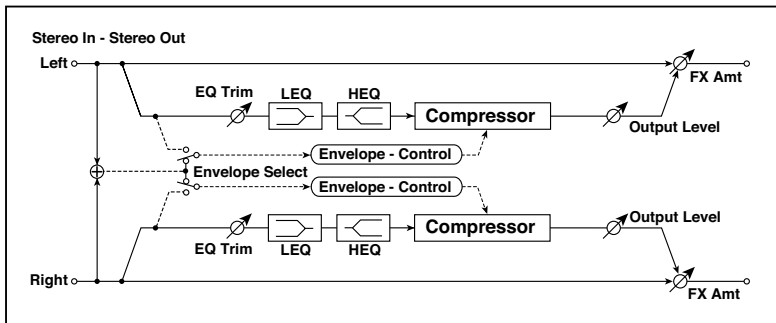 Stereo In - Stereo Out
Left
FX Amt
EQ Trim
LEQ
HEQ
Compressor
Output Level
Envelope - Control
Envelope Select
Envelope - Control
EQ Trim
LEQ
HEQ
Compressor
Output Level
Right
FX Amt